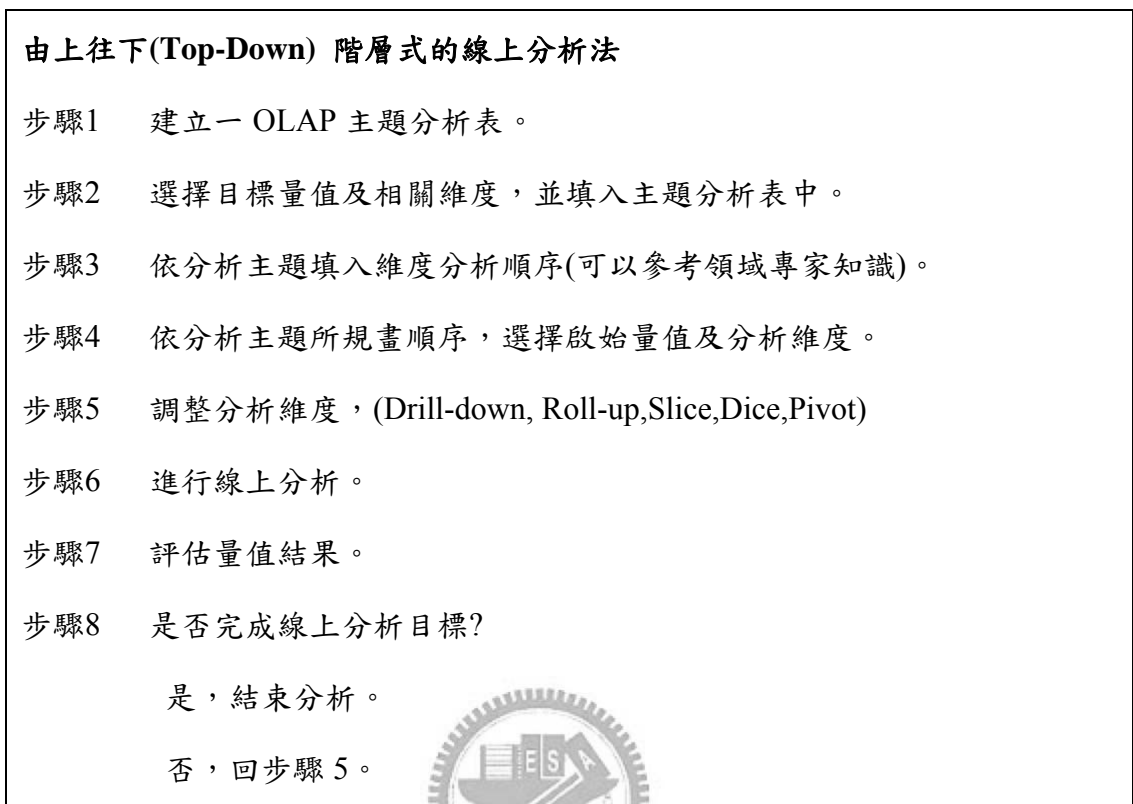 由上往下(Top-Down) 階層式的線上分析法
步驟1 建立一 OLAP 主題分析表。
步驟2 選擇目標量值及相關維度，並填入主題分析表中。
步驟3 依分析主題填入維度分析順序(可以參考領域專家知識)。
步驟4 依分析主題所規畫順序，選擇啟始量值及分析維度。
步驟5 調整分析維度，(Drill-down, Roll-up,Slice,Dice,Pivot)
步驟6 進行線上分析。
步驟7 評估量值結果。
步驟8 是否完成線上分析目標?
是，結束分析。
否，回步驟 5。
ESA